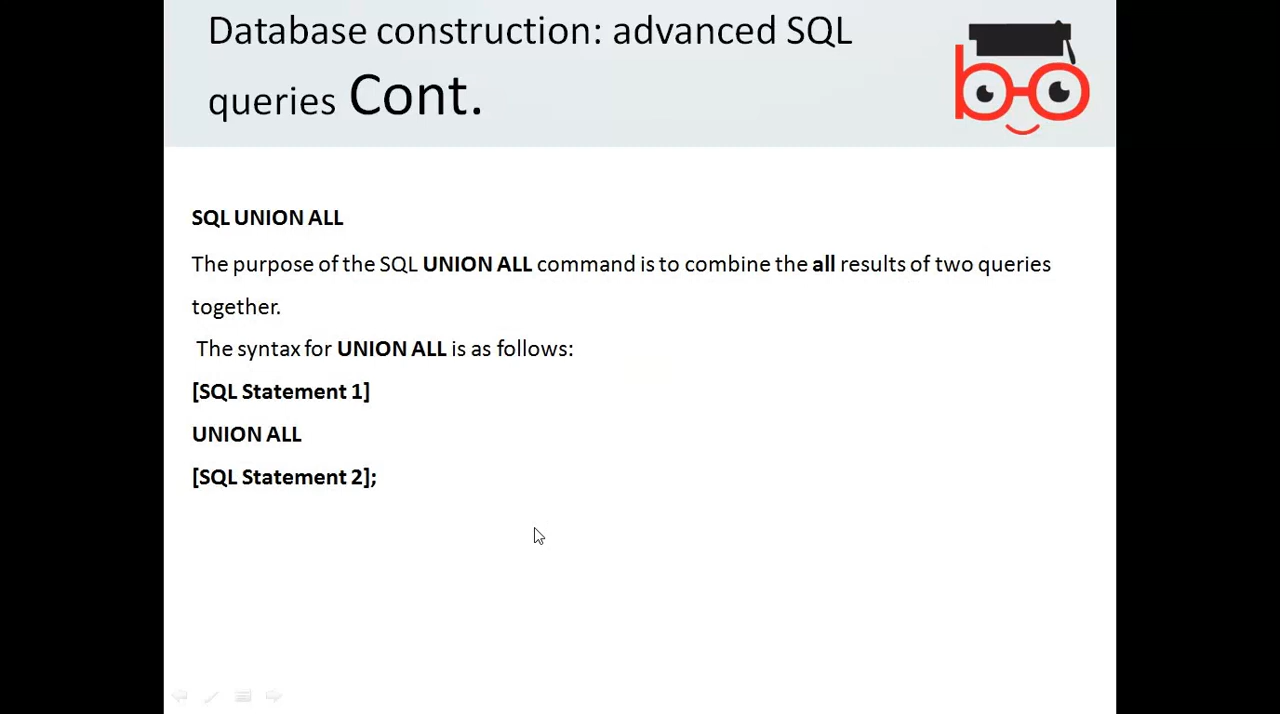 Database construction: advanced SQL
queries Cont.
SQL UNION ALL
The purpose of the SQL UNION ALL command is to combine the all results of two queries
together.
The syntax for UNION ALL is as follows:
[SQL Statement 1]
UNION ALL
[SQL Statement 2];